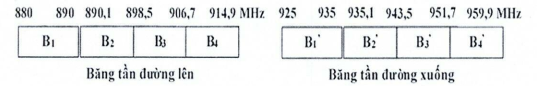 880 890 890,1 898,5 906,7 914,9 MHz 925 935 935,1 943,5 951,7 959,9 MHz
B₁ B₂ B₃ B₄ B₁' B₂' B₃' B₄'
Băng tần đường lên Băng tần đường xuống